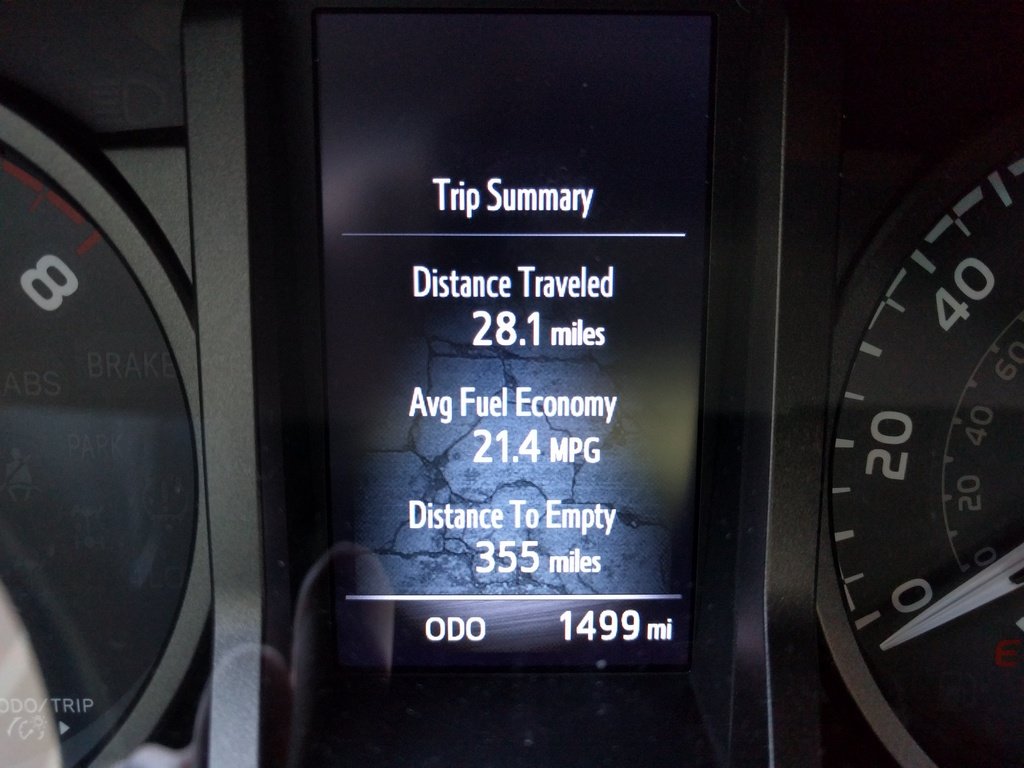 Trip Summary
Distance Traveled
28.1 miles
Avg Fuel Economy
21.4 MPG
Distance To Empty
355 miles
ODO 1499 mi
8
ABS
BRAKE
PARK
ODO/TRIP
40
20
0
60
40
20
0
E